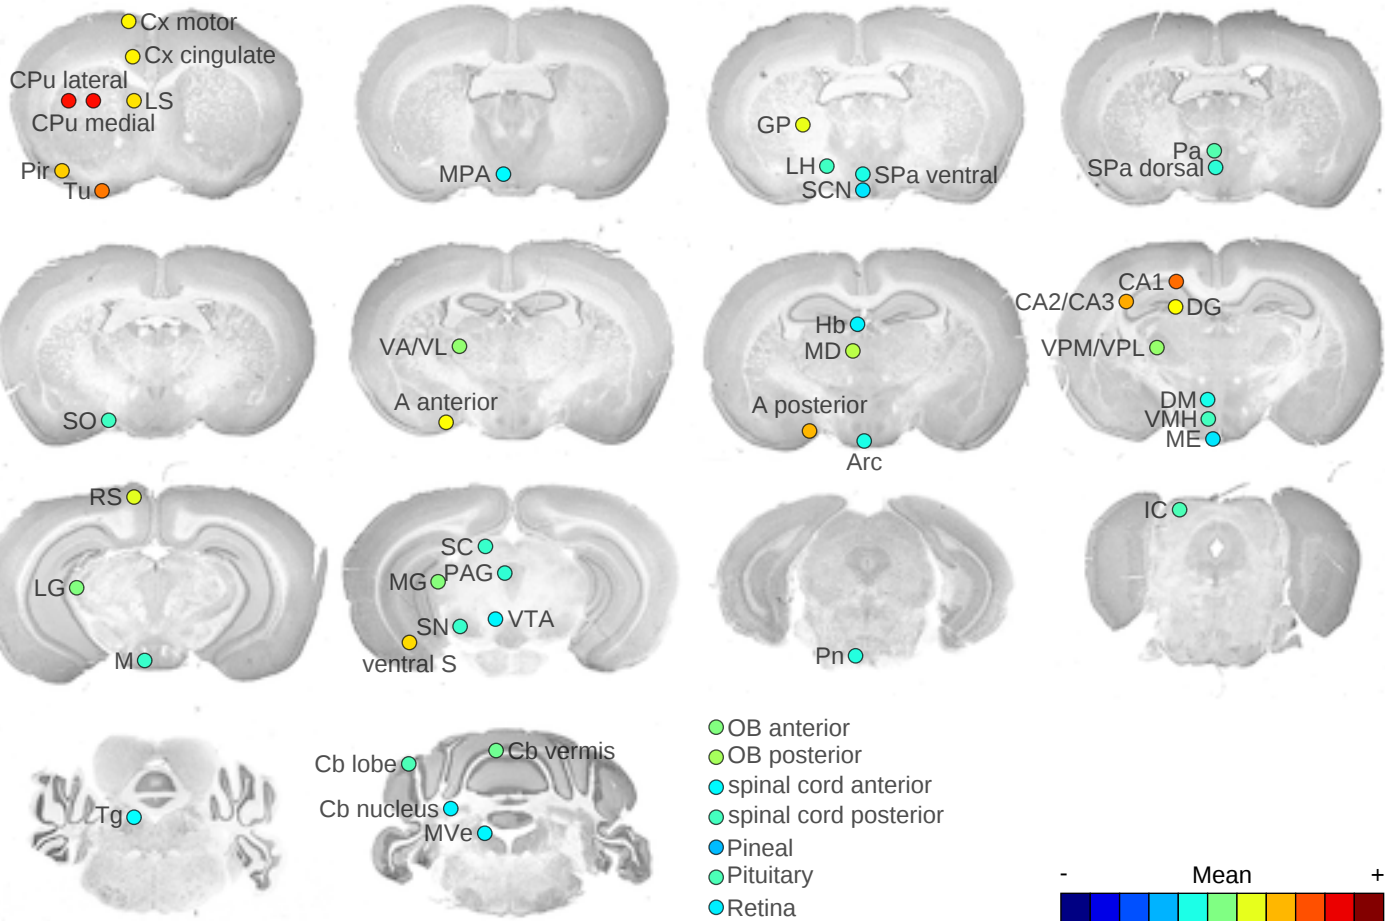 Cx motor
Cx cingulate
CPu lateral
LS
CPu medial
Pir
Tu
MPA
GP
LH
SPa ventral
SCN
Pa
SPa dorsal
SO
VA/VL
A anterior
Hb
MD
A posterior
Arc
CA1
CA2/CA3
DG
VPM/VPL
DM
VMH
ME
RS
LG
M
SC
PAG
MG
SN
VTA
ventral S
Pn
IC
Tg
Cb vermis
Cb lobe
Cb nucleus
MVe
OB anterior
OB posterior
spinal cord anterior
spinal cord posterior
Pineal
Pituitary
Retina
- Mean +